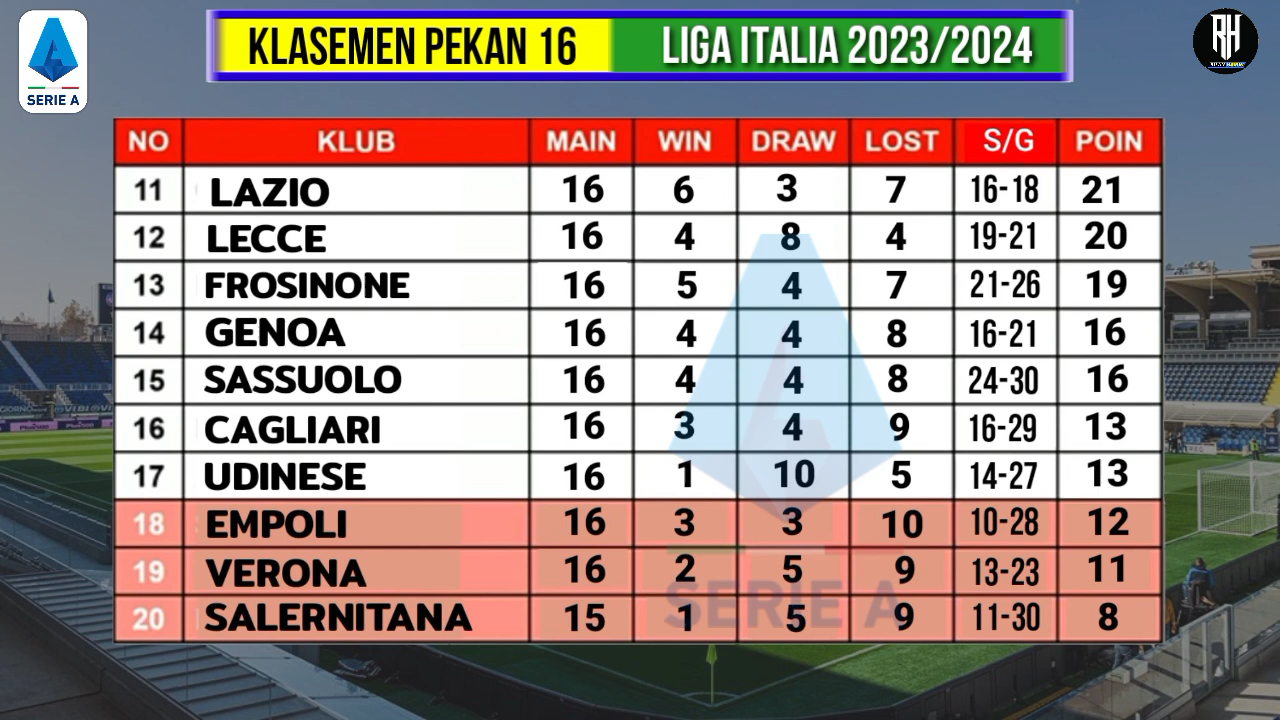 KLASEMEN PEKAN 16 LIGA ITALIA 2023/2024
RH
SERIE A
NO KLUB MAIN WIN DRAW LOST S/G POIN
11 LAZIO 16 6 3 7 16-18 21
12 LECCE 16 4 8 4 19-21 20
13 FROSINONE 16 5 4 7 21-26 19
14 GENOA 16 4 4 8 16-21 16
15 SASSUOLO 16 4 4 8 24-30 16
16 CAGLIARI 16 3 4 9 16-29 13
17 UDINESE 16 1 10 5 14-27 13
18 EMPOLI 16 3 3 10 10-28 12
19 VERONA 16 2 5 9 13-23 11
20 SALERNITANA 15 1 5 9 11-30 8
SERIE A